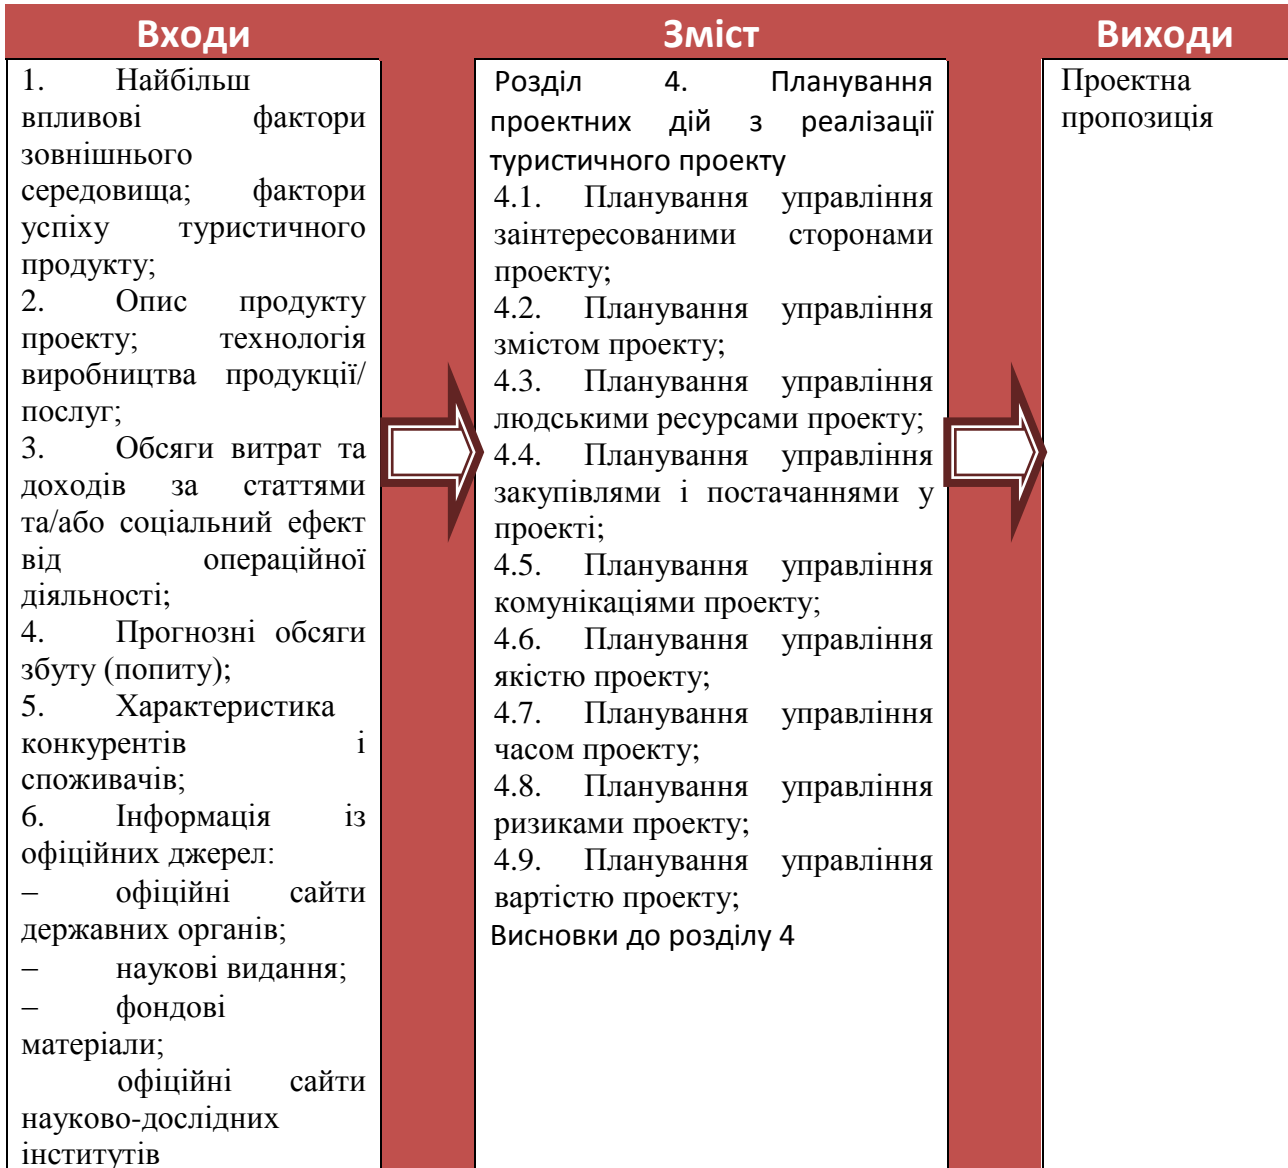 Входи
Зміст
Виходи
1. Найбільш
впливові фактори
зовнішнього
середовища; фактори
успіху туристичного
продукту;
2. Опис продукту
проекту; технологія
виробництва продукції/
послуг;
3. Обсяги витрат та
доходів за статтями
та/або соціальний ефект
від операційної
діяльності;
4. Прогнозні обсяги
збуту (попиту);
5. Характеристика
конкурентів і
споживачів;
6. Інформація із
офіційних джерел:
– офіційні сайти
державних органів;
– наукові видання;
– фондові
матеріали;
офіційні сайти
науково-дослідних
інститутів
Розділ 4. Планування
проектних дій з реалізації
туристичного проекту
4.1. Планування управління
заінтересованими сторонами
проекту;
4.2. Планування управління
змістом проекту;
4.3. Планування управління
людськими ресурсами проекту;
4.4. Планування управління
закупівлями і постачаннями у
проекті;
4.5. Планування управління
комунікаціями проекту;
4.6. Планування управління
якістю проекту;
4.7. Планування управління
часом проекту;
4.8. Планування управління
ризиками проекту;
4.9. Планування управління
вартістю проекту;
Висновки до розділу 4
Проектна
пропозиція